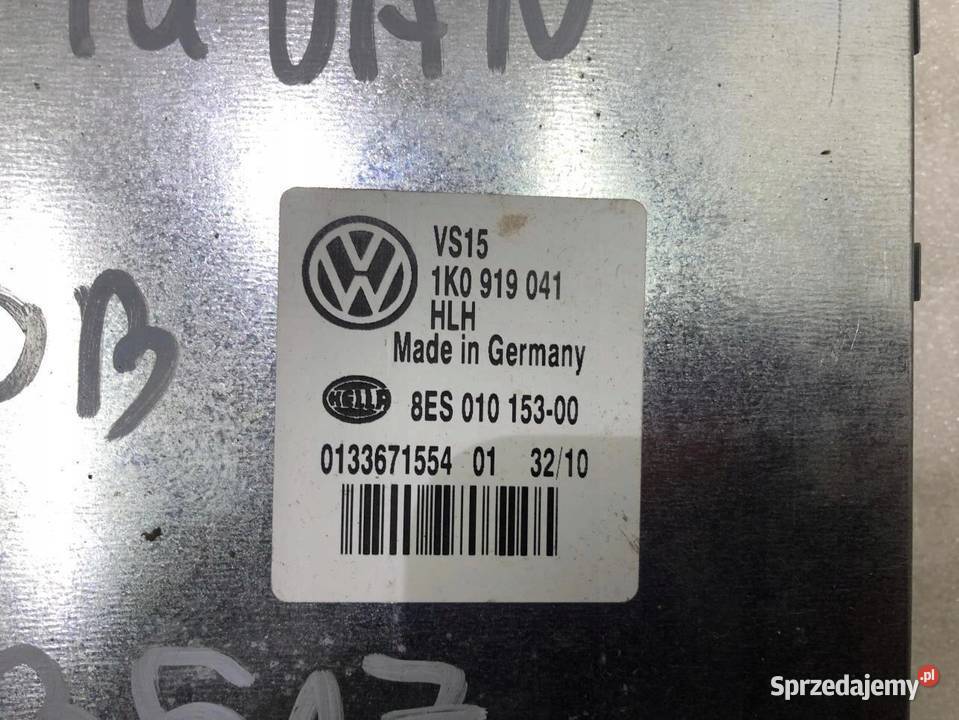 VS15
1K0 919 041
HLH
Made in Germany
HELLA
8ES 010 153-00
0133671554 01 32/10
Sprzedajemy.pl